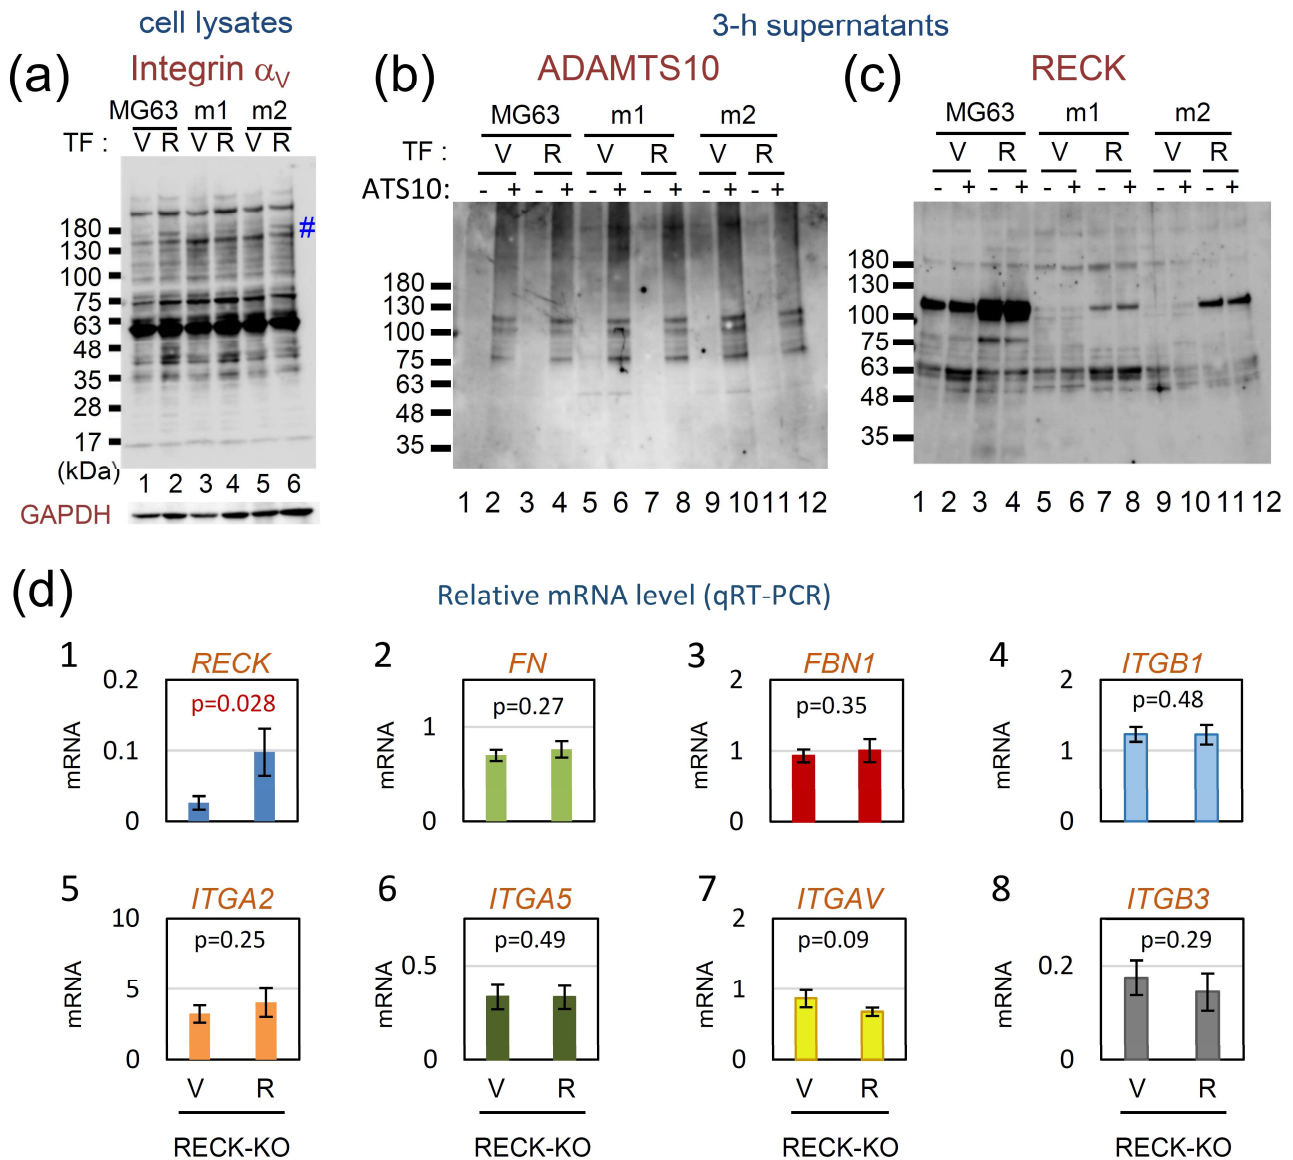 cell lysates
3-h supernatants
(a) Integrin αV
(b) ADAMTS10
(c) RECK
MG63 m1 m2
TF : V R V R V R
180
130
100
75
63
48
35
28
17
(kDa)
#
1 2 3 4 5 6
GAPDH
MG63 m1 m2
TF : V R V R V R
ATS10: - + - + - + - + - + - +
180
130
100
75
63
48
35
1 2 3 4 5 6 7 8 9 10 11 12
MG63 m1 m2
V R V R V R
- + - + - + - + - + - +
180
130
100
75
63
48
35
1 2 3 4 5 6 7 8 9 10 11 12
(d) Relative mRNA level (qRT-PCR)
1 RECK
mRNA
0.2
0.1
0
p=0.028
2 FN
mRNA
1
0
p=0.27
3 FBN1
mRNA
2
1
0
p=0.35
4 ITGB1
mRNA
2
1
0
p=0.48
5 ITGA2
mRNA
10
5
0
p=0.25
V R
RECK-KO
6 ITGA5
mRNA
0.5
0
p=0.49
V R
RECK-KO
7 ITGAV
mRNA
2
1
0
p=0.09
V R
RECK-KO
8 ITGB3
mRNA
0.2
0
p=0.29
V R
RECK-KO